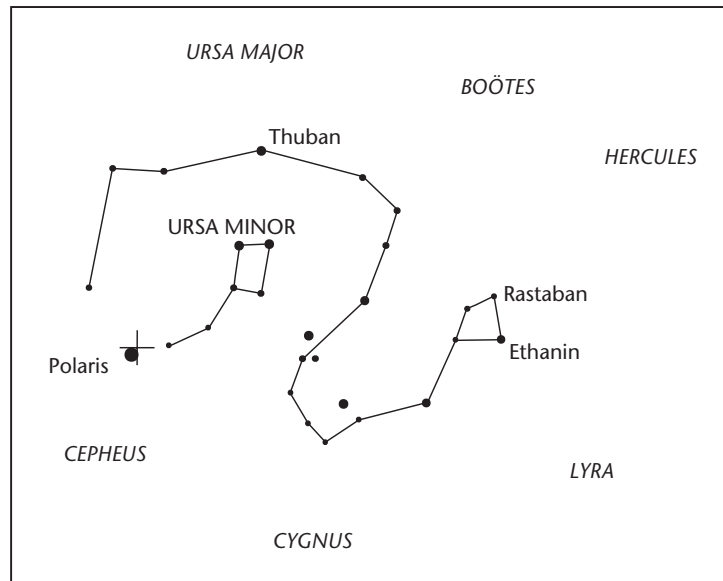 URSA MAJOR
BOÖTES
Thuban
HERCULES
URSA MINOR
Rastaban
Ethanin
Polaris
CEPHEUS
LYRA
CYGNUS